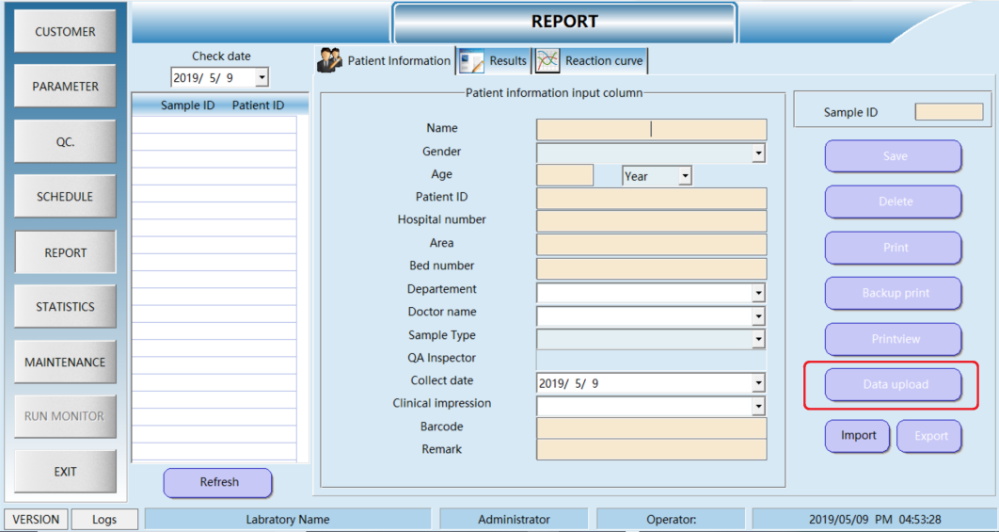 REPORT
CUSTOMER
PARAMETER
QC.
SCHEDULE
REPORT
STATISTICS
MAINTENANCE
RUN MONITOR
EXIT
Check date
2019/ 5/ 9
Sample ID Patient ID
Refresh
Patient Information Results Reaction curve
Patient information input column
Name
Gender
Age Year
Patient ID
Hospital number
Area
Bed number
Departement
Doctor name
Sample Type
QA Inspector
Collect date 2019/ 5/ 9
Clinical impression
Barcode
Remark
Sample ID
Save
Delete
Print
Backup print
Printview
Data upload
Import Export
VERSION Logs Labratory Name Administrator Operator: 2019/05/09 PM 04:53:28